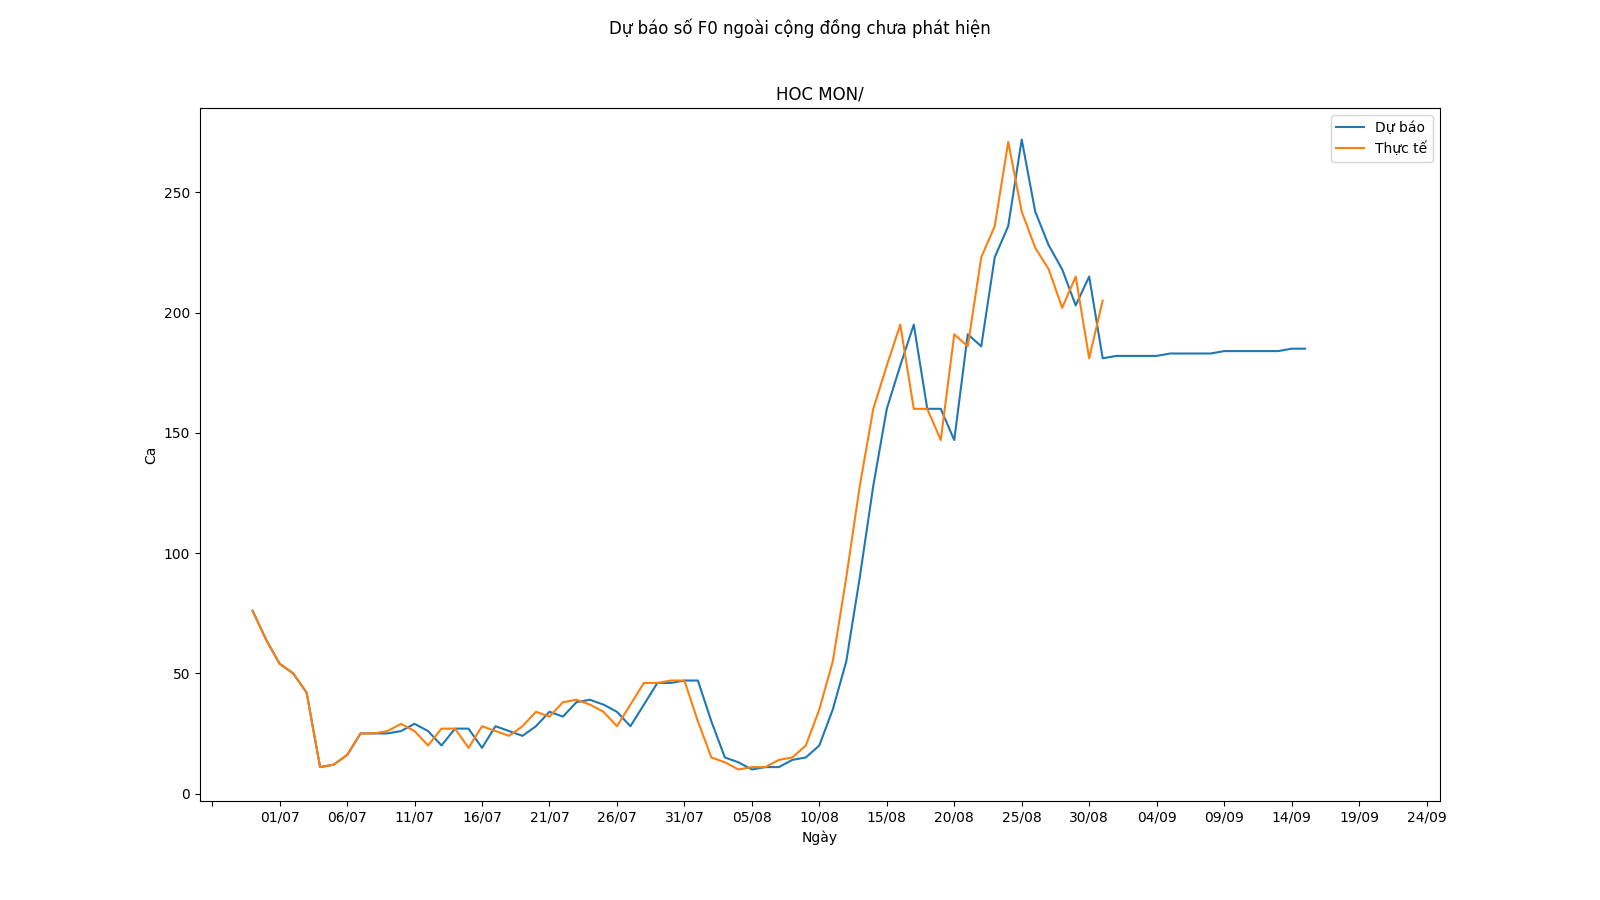 Dự báo số F0 ngoài cộng đồng chưa phát hiện
HOC MON/
Dự báo
Thực tế
250
200
150
100
50
0
Ca
01/07 06/07 11/07 16/07 21/07 26/07 31/07 05/08 10/08 15/08 20/08 25/08 30/08 04/09 09/09 14/09 19/09 24/09
Ngày